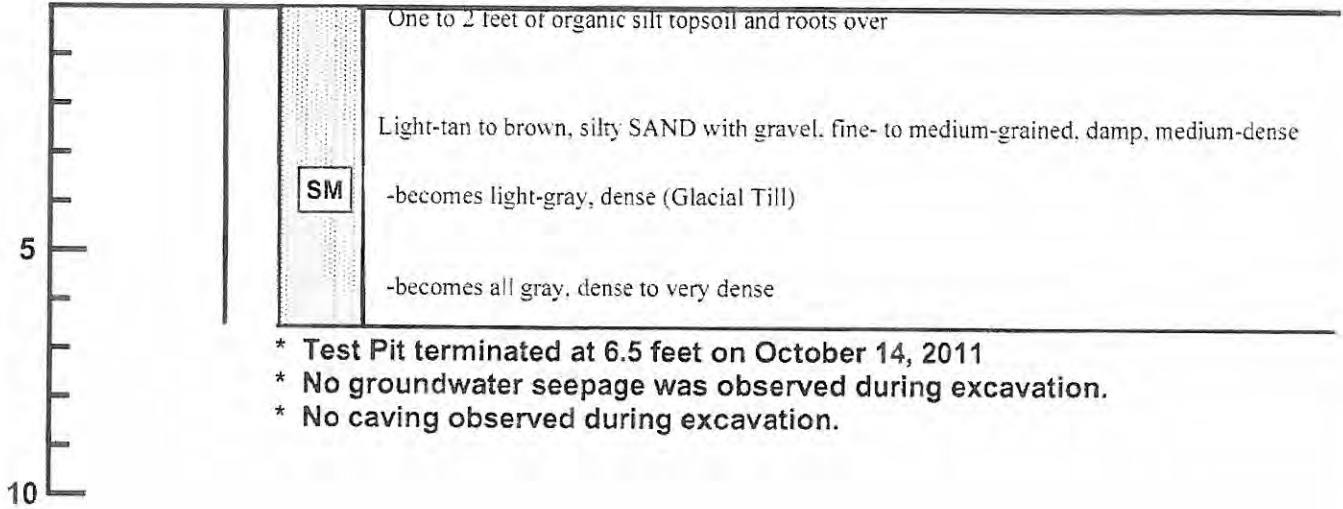 One to 2 feet of organic silt topsoil and roots over
Light-tan to brown, silty SAND with gravel, fine- to medium-grained, damp, medium-dense
SM
-becomes light-gray, dense (Glacial Till)
5
-becomes all gray, dense to very dense
* Test Pit terminated at 6.5 feet on October 14, 2011
* No groundwater seepage was observed during excavation.
* No caving observed during excavation.
10